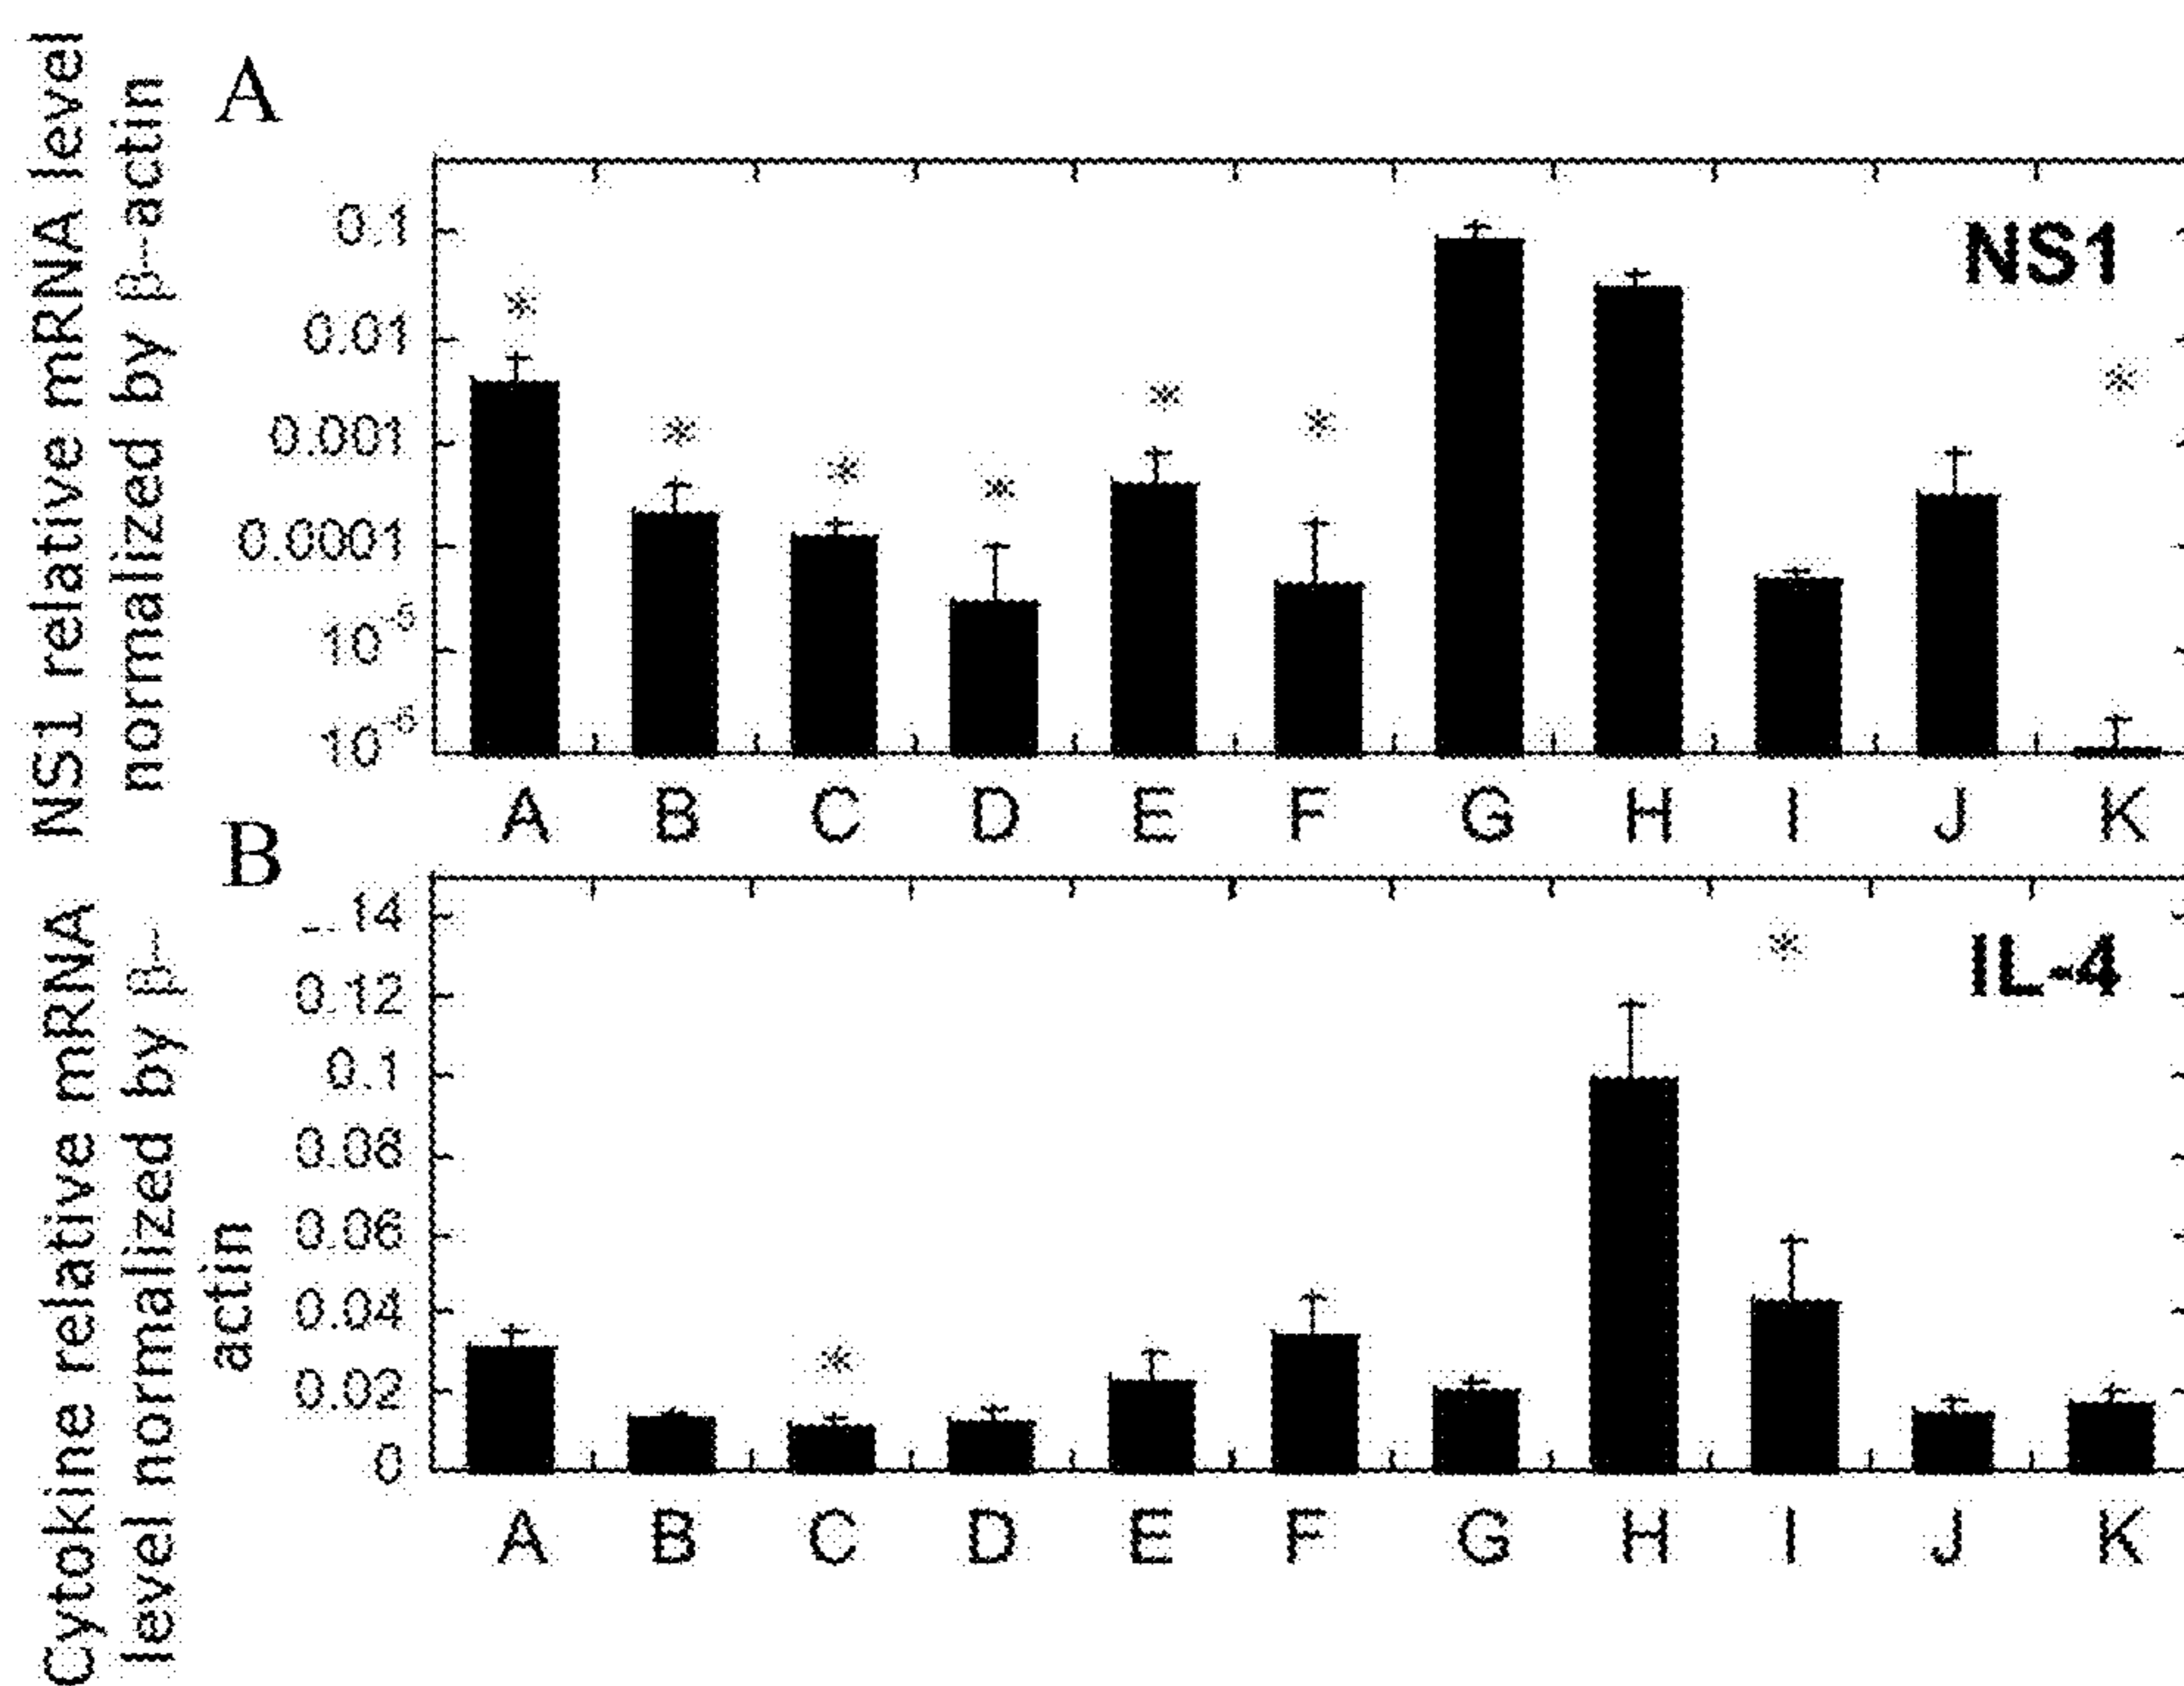 A
NS1 relative mRNA level
normalized by β-actin
0.1
0.01
0.001
0.0001
10-5
10-6
NS1
*
*
*
*
*
*
*
A B C D E F G H I J K
B
Cytokine relative mRNA
level normalized by β-
actin
14
0.12
0.1
0.08
0.06
0.04
0.02
0
IL-4
*
*
A B C D E F G H I J K